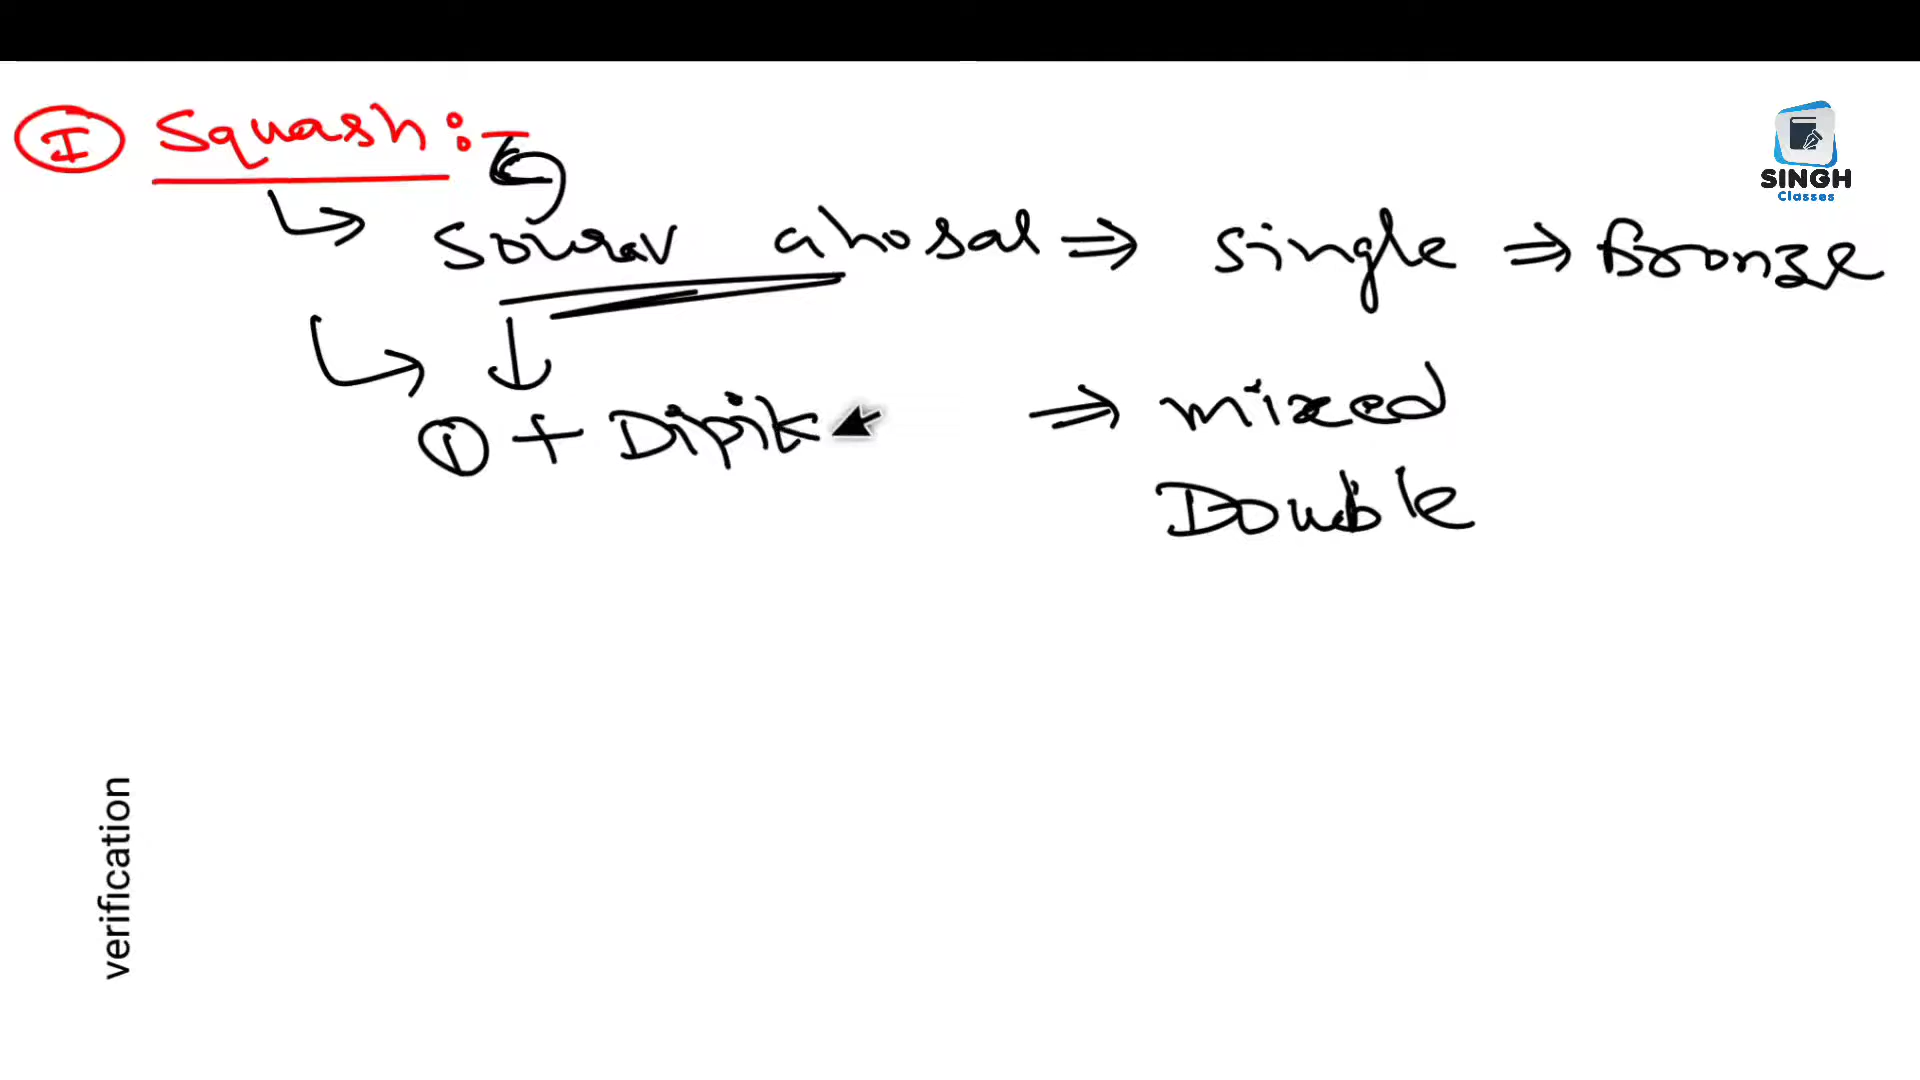 I Squash :-
Sourav Ghosal ⇒ Single ⇒ Bronze
① + Dipik ⇒ mixed
Double
SINGH
Classes
verification